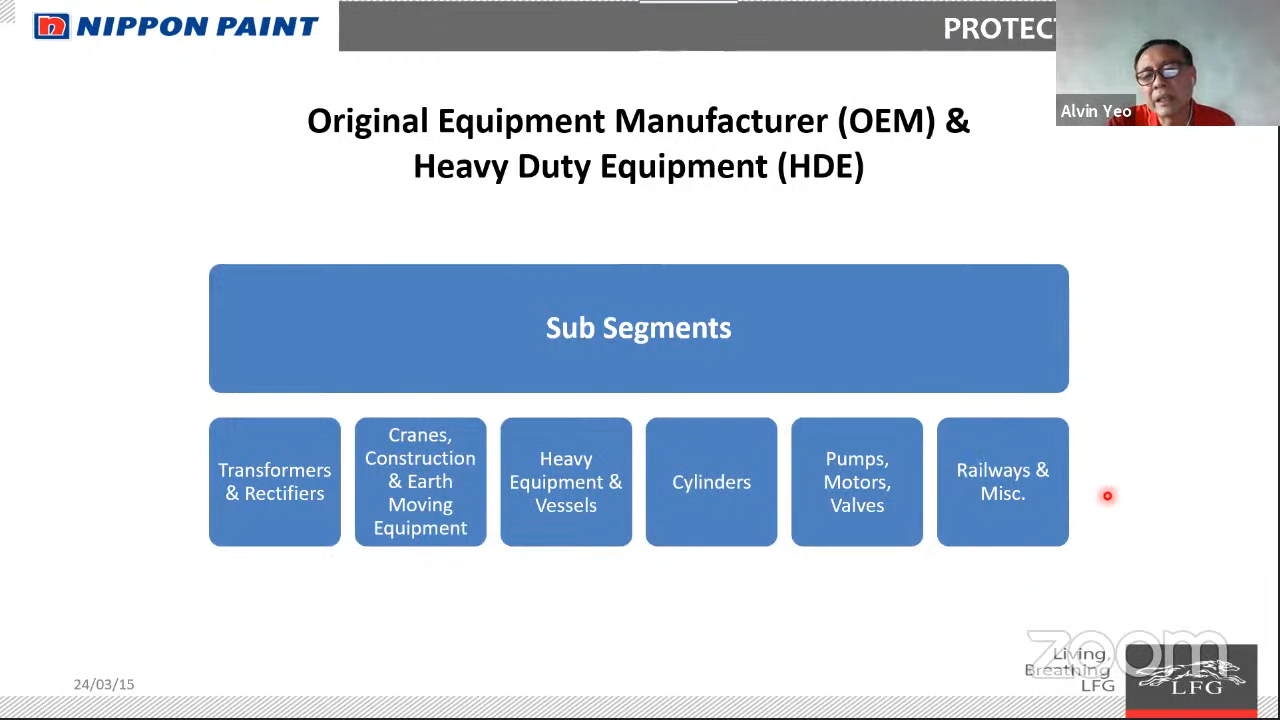 NIPPON PAINT
PROTEC
Alvin Yeo
Original Equipment Manufacturer (OEM) &
Heavy Duty Equipment (HDE)
Sub Segments
Transformers
& Rectifiers
Cranes,
Construction
& Earth
Moving
Equipment
Heavy
Equipment &
Vessels
Cylinders
Pumps,
Motors,
Valves
Railways &
Misc.
24/03/15
zoom
Living,
Breathing
LFG
LFG